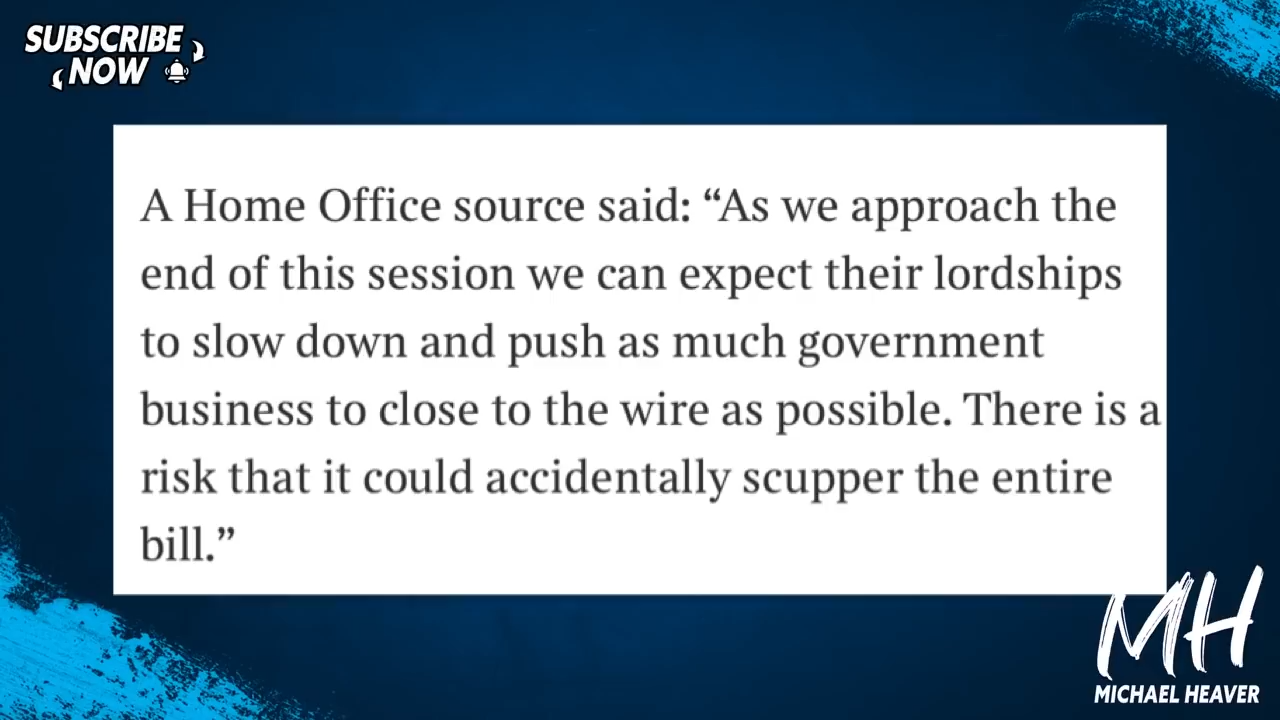 SUBSCRIBE
NOW
A Home Office source said: “As we approach the
end of this session we can expect their lordships
to slow down and push as much government
business to close to the wire as possible. There is a
risk that it could accidentally scupper the entire
bill.”
MH
MICHAEL HEAVER